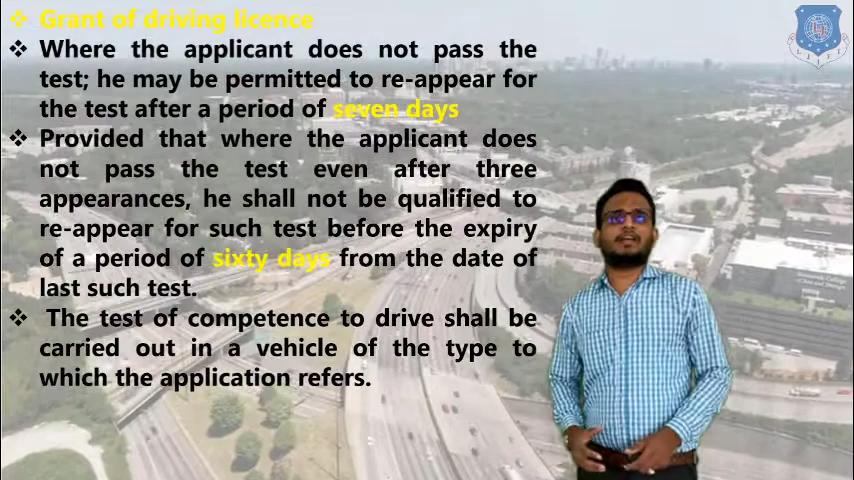 Grant of driving licence
Where the applicant does not pass the
test; he may be permitted to re-appear for
the test after a period of seven days
Provided that where the applicant does
not pass the test even after three
appearances, he shall not be qualified to
re-appear for such test before the expiry
of a period of sixty days from the date of
last such test.
The test of competence to drive shall be
carried out in a vehicle of the type to
which the application refers.